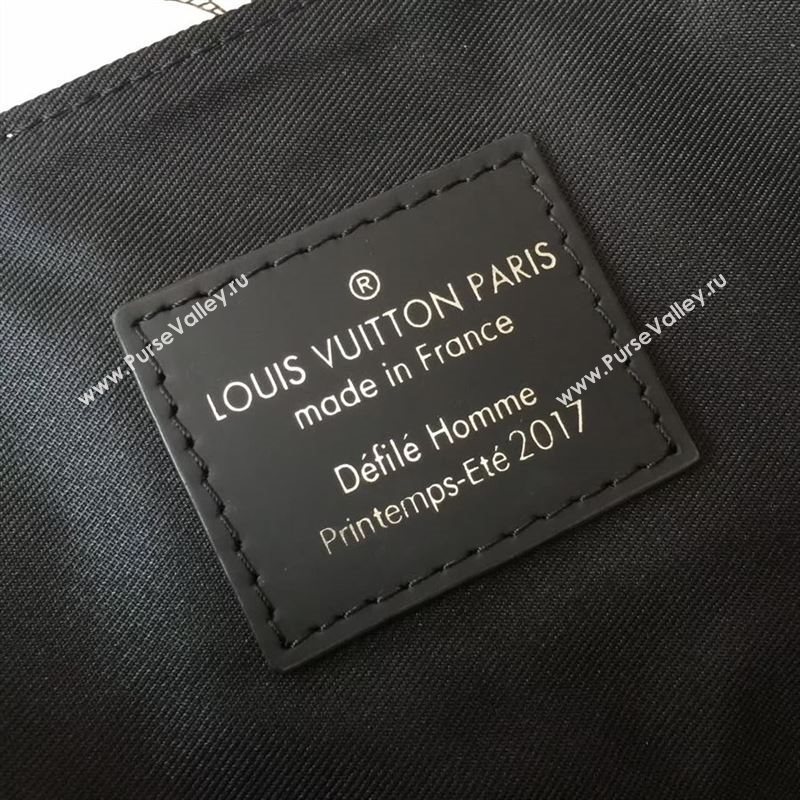 ®
LOUIS VUITTON PARIS
made in France
Défilé Homme
Printemps-Eté 2017
www.PurseValley.ru
www.PurseValley.ru